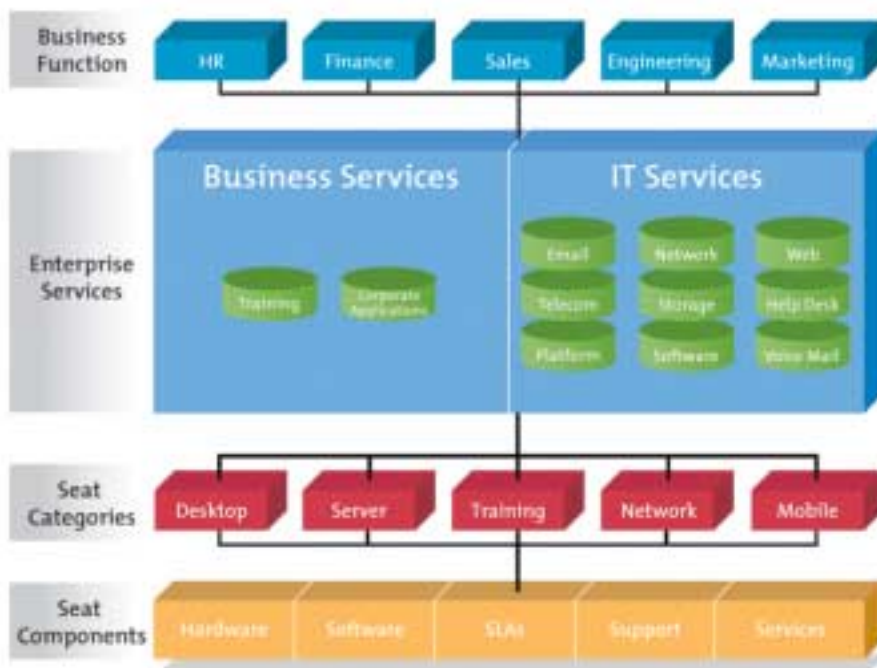 Business
Function
HR
Finance
Sales
Engineering
Marketing
Enterprise
Services
Business Services
IT Services
Training
Corporate
Applications
Email
Network
Web
Telecom
Storage
Help Desk
Platform
Software
Voice Mail
Seat
Categories
Desktop
Server
Training
Network
Mobile
Seat
Components
Hardware
Software
SLAs
Support
Services